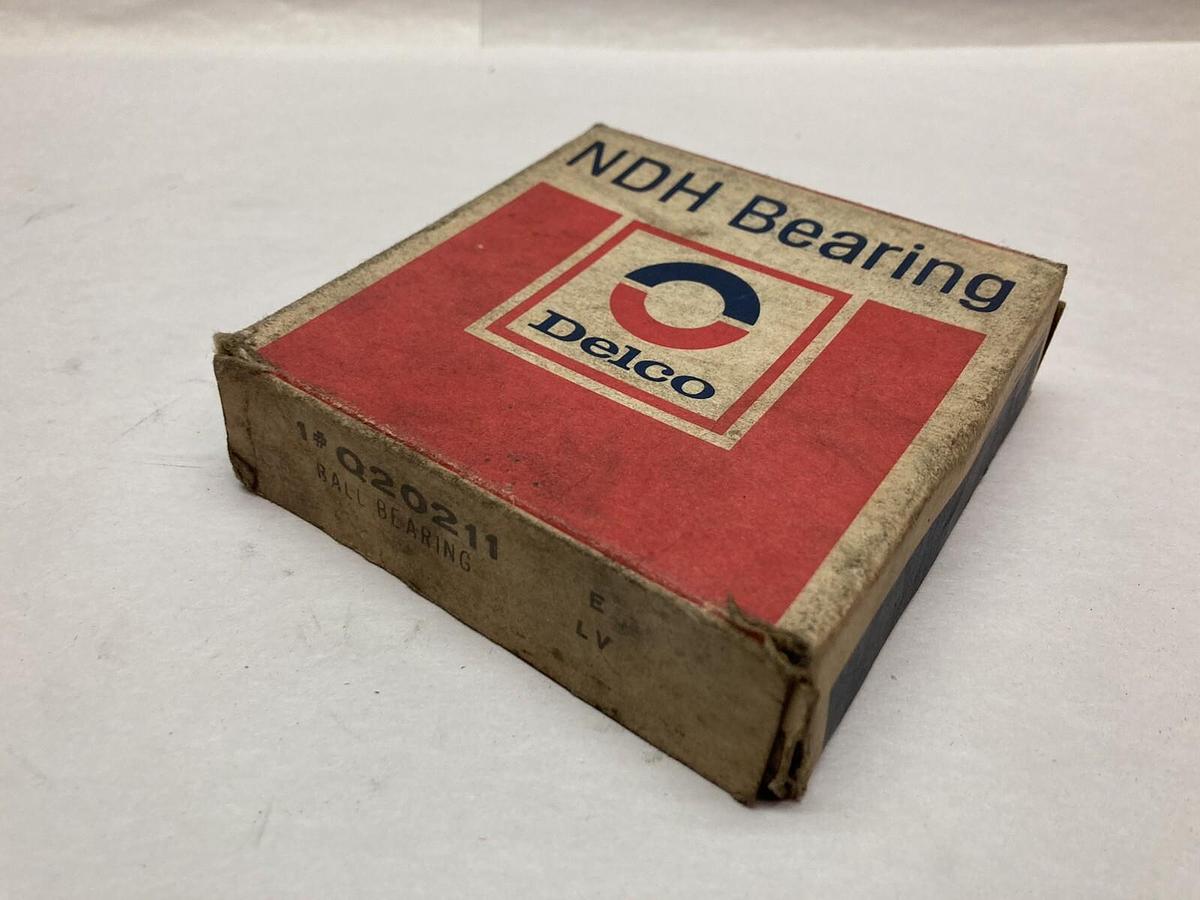 NDH Bearing
Delco
1# Q20211
BALL BEARING
E
LV